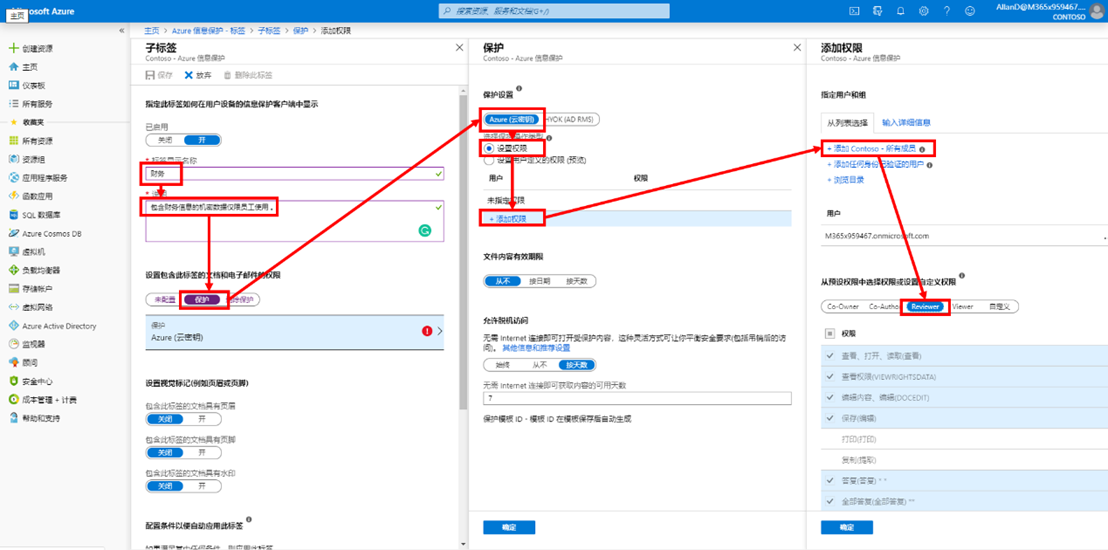 Microsoft Azure
主页
搜索资源、服务和文档(G+/)
AllanD@M365x959467....
CONTOSO
创建资源
主页
仪表板
所有服务
收藏夹
所有资源
资源组
应用程序服务
函数应用
SQL 数据库
Azure Cosmos DB
虚拟机
负载均衡器
存储帐户
虚拟网络
Azure Active Directory
监视器
顾问
安全中心
成本管理 + 计费
帮助和支持
主页 > Azure 信息保护 - 标签 > 子标签 > 保护 > 添加权限
子标签
Contoso - Azure 信息保护
保存 放弃 删除此标签
指定此标签如何在用户设备的信息保护客户端中显示
已启用
关闭 开
* 标签显示名称
财务
包含财务信息的机密数据仅限员工使用。
设置包含此标签的文档和电子邮件的权限
未配置 保护 删除保护
保护
Azure (云密钥)
设置视觉标记(例如页眉或页脚)
包含此标签的文档具有页眉
关闭 开
包含此标签的文档具有页脚
关闭 开
包含此标签的文档具有水印
关闭 开
配置条件以便自动应用此标签
保护
Contoso - Azure 信息保护
保护设置
Azure (云密钥) HYOK (AD RMS)
选择保护操作类型
设置权限
设置用户定义的权限 (预览)
用户 权限
未指定权限
+ 添加权限
文件内容有效期限
从不 按日期 按天数
允许脱机访问
无需 Internet 连接即可打开受保护内容，这种灵活方式可让你平衡安全要求(包括吊销后的访
问)。 其他信息和推荐设置
始终 从不 按天数
无需 Internet 连接即可获取内容的可用天数
7
保护模板 ID - 模板 ID 在模板保存后自动生成
确定
添加权限
Contoso - Azure 信息保护
指定用户和组
从列表选择 输入详细信息
+ 添加 Contoso - 所有成员
+ 添加任何身份已验证的用户
+ 浏览目录
用户
M365x959467.onmicrosoft.com
从预设权限中选择权限或设置自定义权限
Co-Owner Co-Author Reviewer Viewer 自定义
权限
查看、打开、读取(查看)
查看权限(VIEWRIGHTSDATA)
编辑内容、编辑(DOCEDIT)
保存(编辑)
打印(打印)
复制(提取)
答复(答复) * *
全部答复(全部答复) **
确定